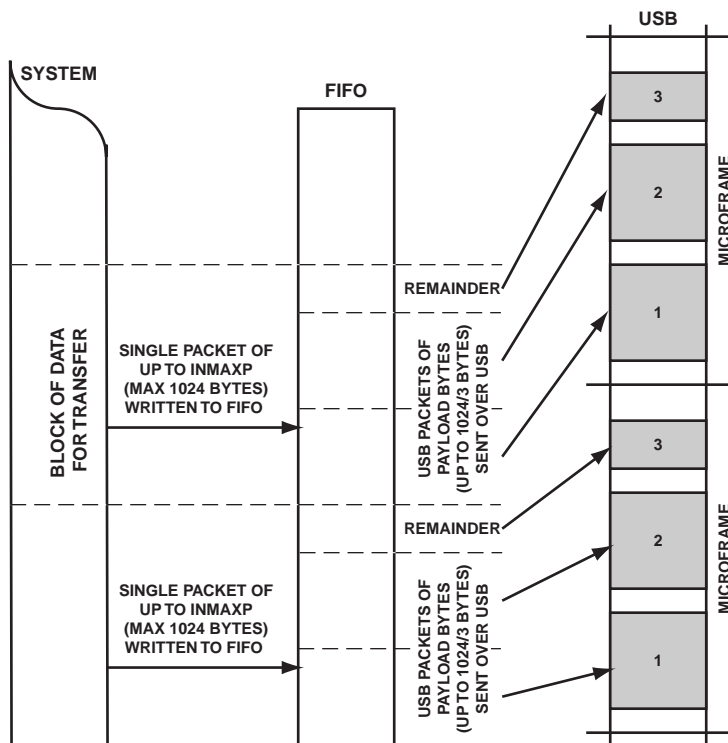 USB
SYSTEM
FIFO
3
2
1
MICROFRAME
REMAINDER
BLOCK OF DATA
FOR TRANSFER
SINGLE PACKET OF
UP TO INMAXP
(MAX 1024 BYTES)
WRITTEN TO FIFO
USB PACKETS OF
PAYLOAD BYTES
(UP TO 1024/3 BYTES)
SENT OVER USB
3
2
1
MICROFRAME
REMAINDER
SINGLE PACKET OF
UP TO INMAXP
(MAX 1024 BYTES)
WRITTEN TO FIFO
USB PACKETS OF
PAYLOAD BYTES
(UP TO 1024/3 BYTES)
SENT OVER USB